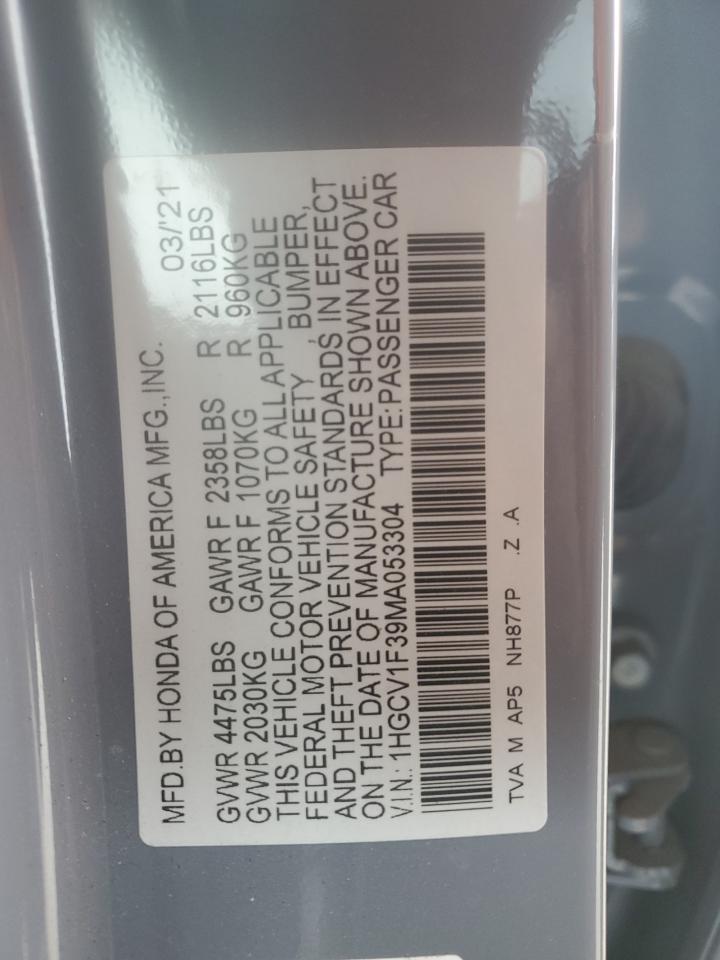 MFD.BY HONDA OF AMERICA MFG.,INC. 03/'21
GVWR 4475LBS GAWR F 2358LBS R 2116LBS
GVWR 2030KG GAWR F 1070KG R 960KG
THIS VEHICLE CONFORMS TO ALL APPLICABLE
FEDERAL MOTOR VEHICLE SAFETY , BUMPER,
AND THEFT PREVENTION STANDARDS IN EFFECT
ON THE DATE OF MANUFACTURE SHOWN ABOVE.
V.I.N.: 1HGCV1F39MA053304 TYPE:PASSENGER CAR
TVA M AP5 NH877P .Z .A